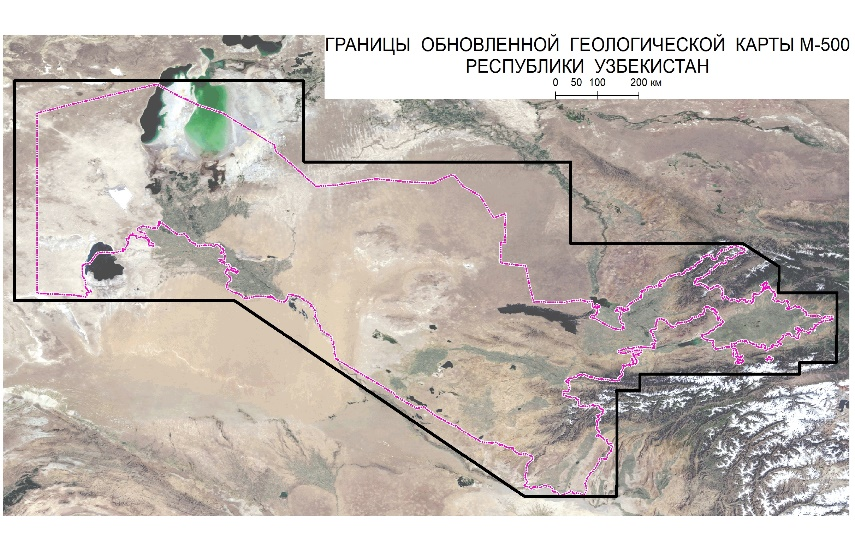 ГРАНИЦЫ ОБНОВЛЕННОЙ ГЕОЛОГИЧЕСКОЙ КАРТЫ М-500
РЕСПУБЛИКИ УЗБЕКИСТАН
0 50 100 200 км